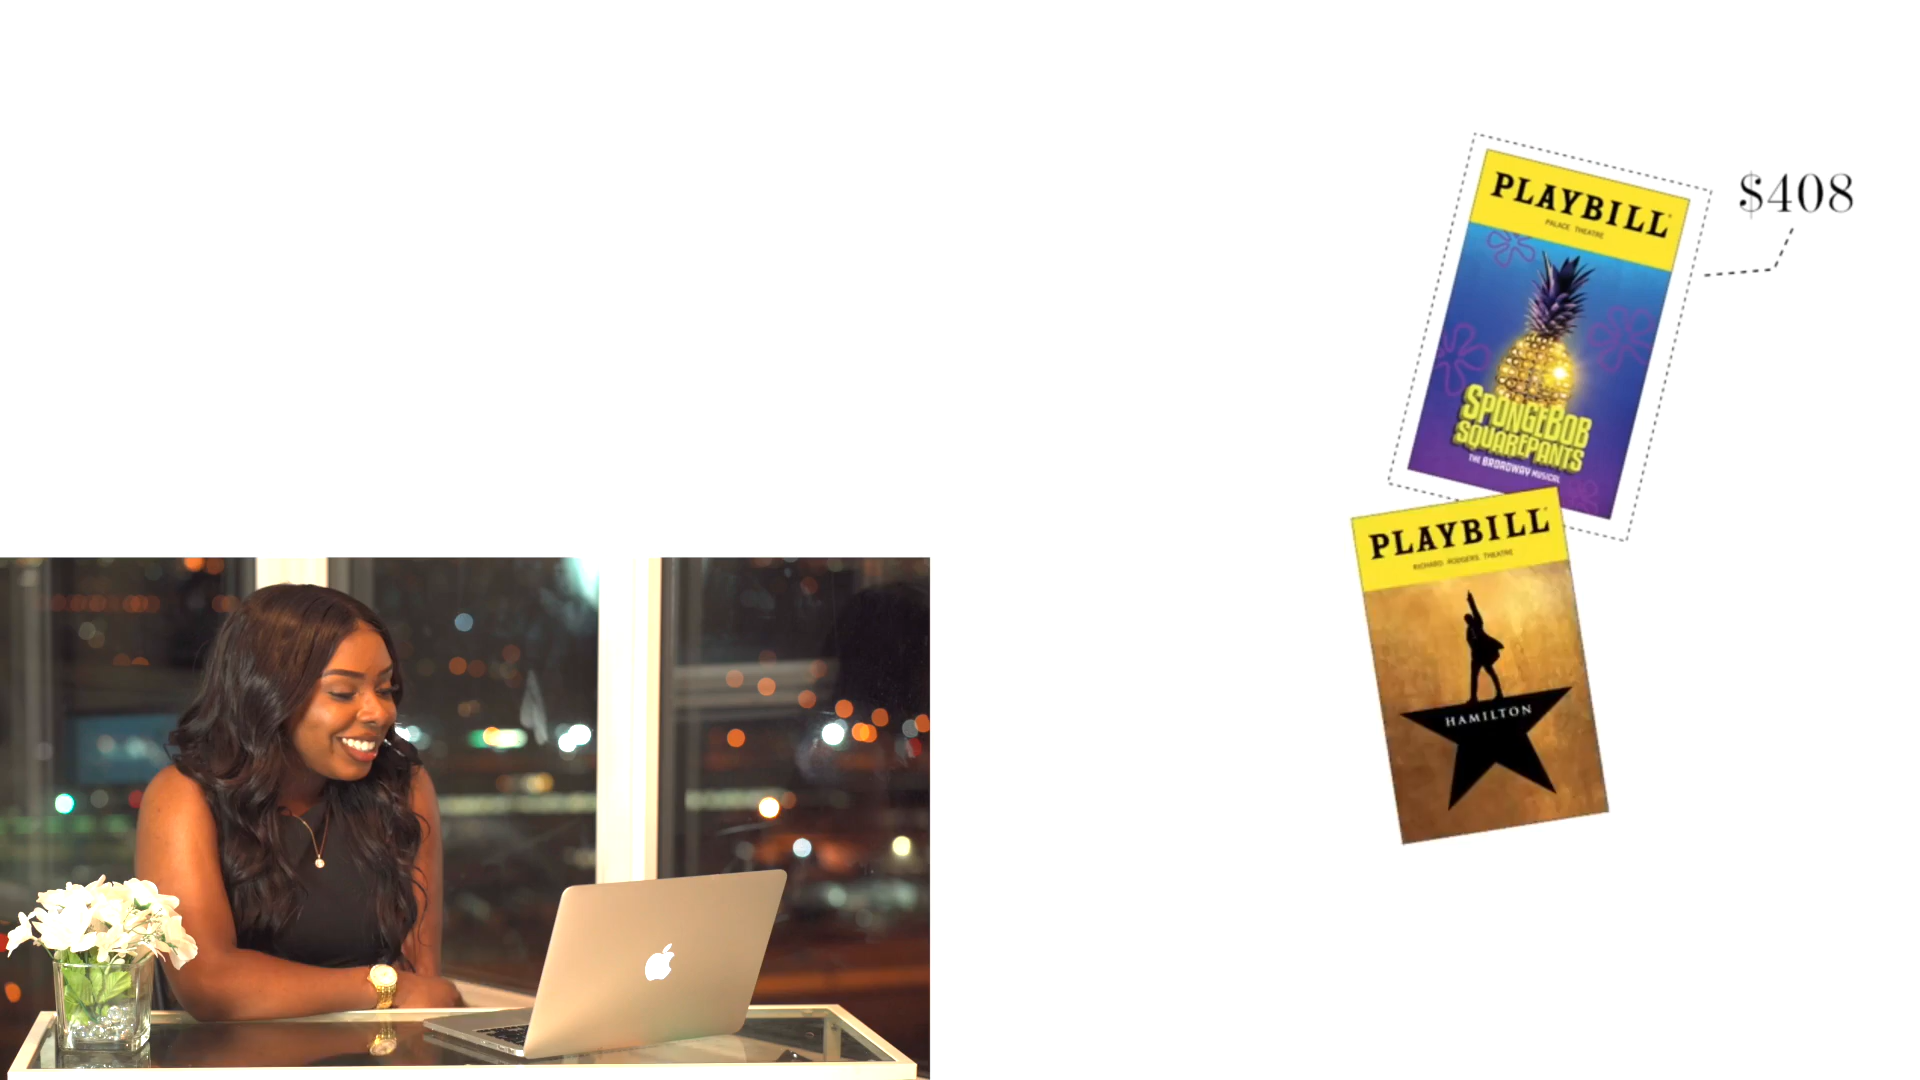 PLAYBILL
PALACE THEATRE
SPONGEBOB
SQUAREPANTS
THE BROADWAY MUSICAL
$408
PLAYBILL
RICHARD RODGERS THEATRE
HAMILTON